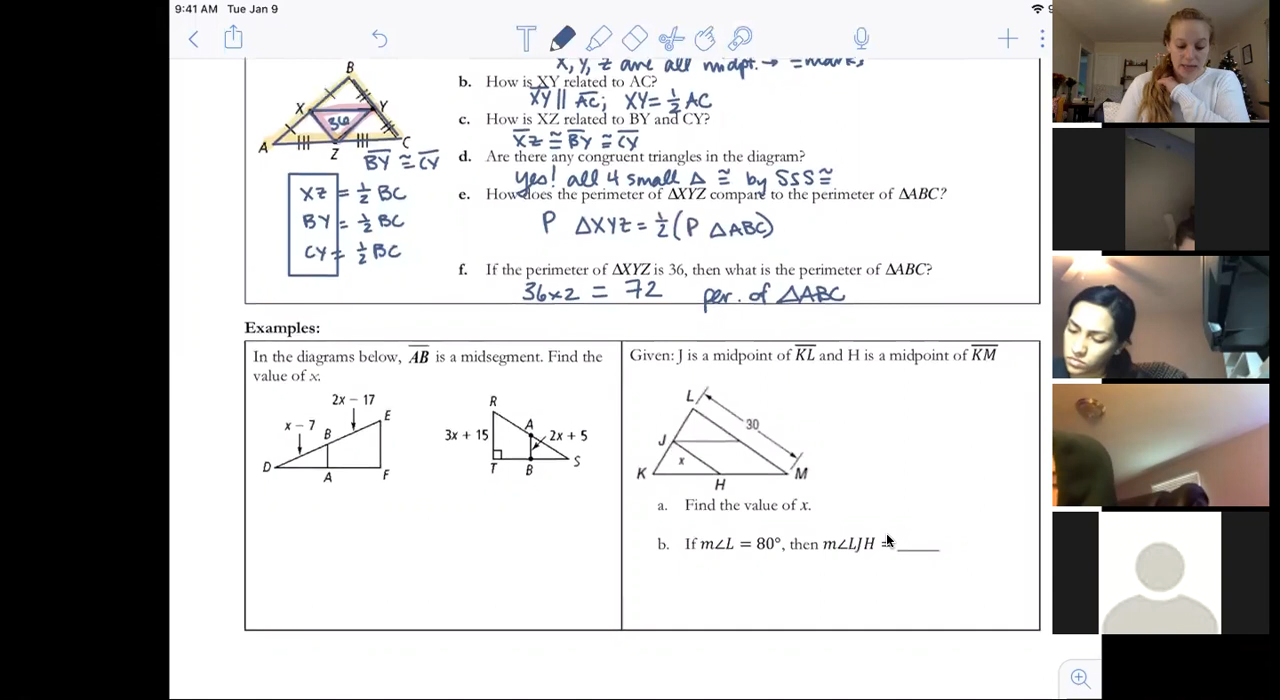 9:41 AM Tue Jan 9
X, Y, Z are all midpt. → = marks
b. How is XY related to AC?
XY || AC; XY = ½ AC
c. How is XZ related to BY and CY?
XZ ≅ BY ≅ CY
d. Are there any congruent triangles in the diagram?
yes! all 4 small Δ ≅ by SSS ≅
e. How does the perimeter of ΔXYZ compare to the perimeter of ΔABC?
P ΔXYZ = ½ (P ΔABC)
f. If the perimeter of ΔXYZ is 36, then what is the perimeter of ΔABC?
36 x 2 = 72 per. of ΔABC
B
X
Y
36
A
Z
C
BY ≅ CY
XZ = ½ BC
BY = ½ BC
CY = ½ BC
Examples:
In the diagrams below, AB is a midsegment. Find the
value of x.
2x − 17
x − 7
B
E
D
A
F
R
3x + 15
A
2x + 5
T
B
S
Given: J is a midpoint of KL and H is a midpoint of KM
L
30
J
x
K
H
M
a. Find the value of x.
b. If m∠L = 80°, then m∠LJH = _____